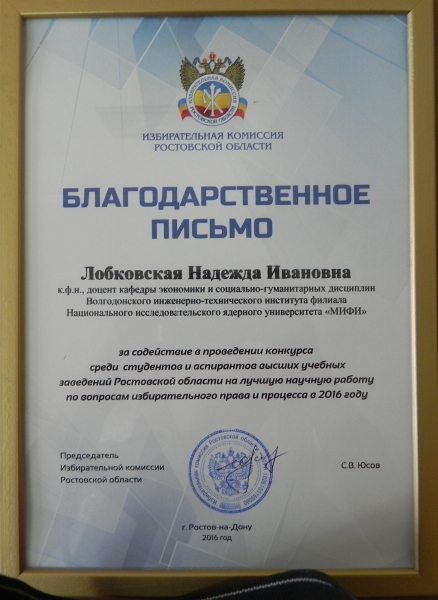 ИЗБИРАТЕЛЬНАЯ КОМИССИЯ
РОСТОВСКОЙ ОБЛАСТИ
БЛАГОДАРСТВЕННОЕ
ПИСЬМО
Лобковская Надежда Ивановна
к.ф.н., доцент кафедры экономики и социально-гуманитарных дисциплин
Волгодонского инженерно-технического института филиала
Национального исследовательского ядерного университета «МИФИ»
за содействие в проведении конкурса
среди студентов и аспирантов высших учебных
заведений Ростовской области на лучшую научную работу
по вопросам избирательного права и процесса в 2016 году
Председатель
Избирательной комиссии
Ростовской области
С.В. Юсов
г. Ростов-на-Дону
2016 год